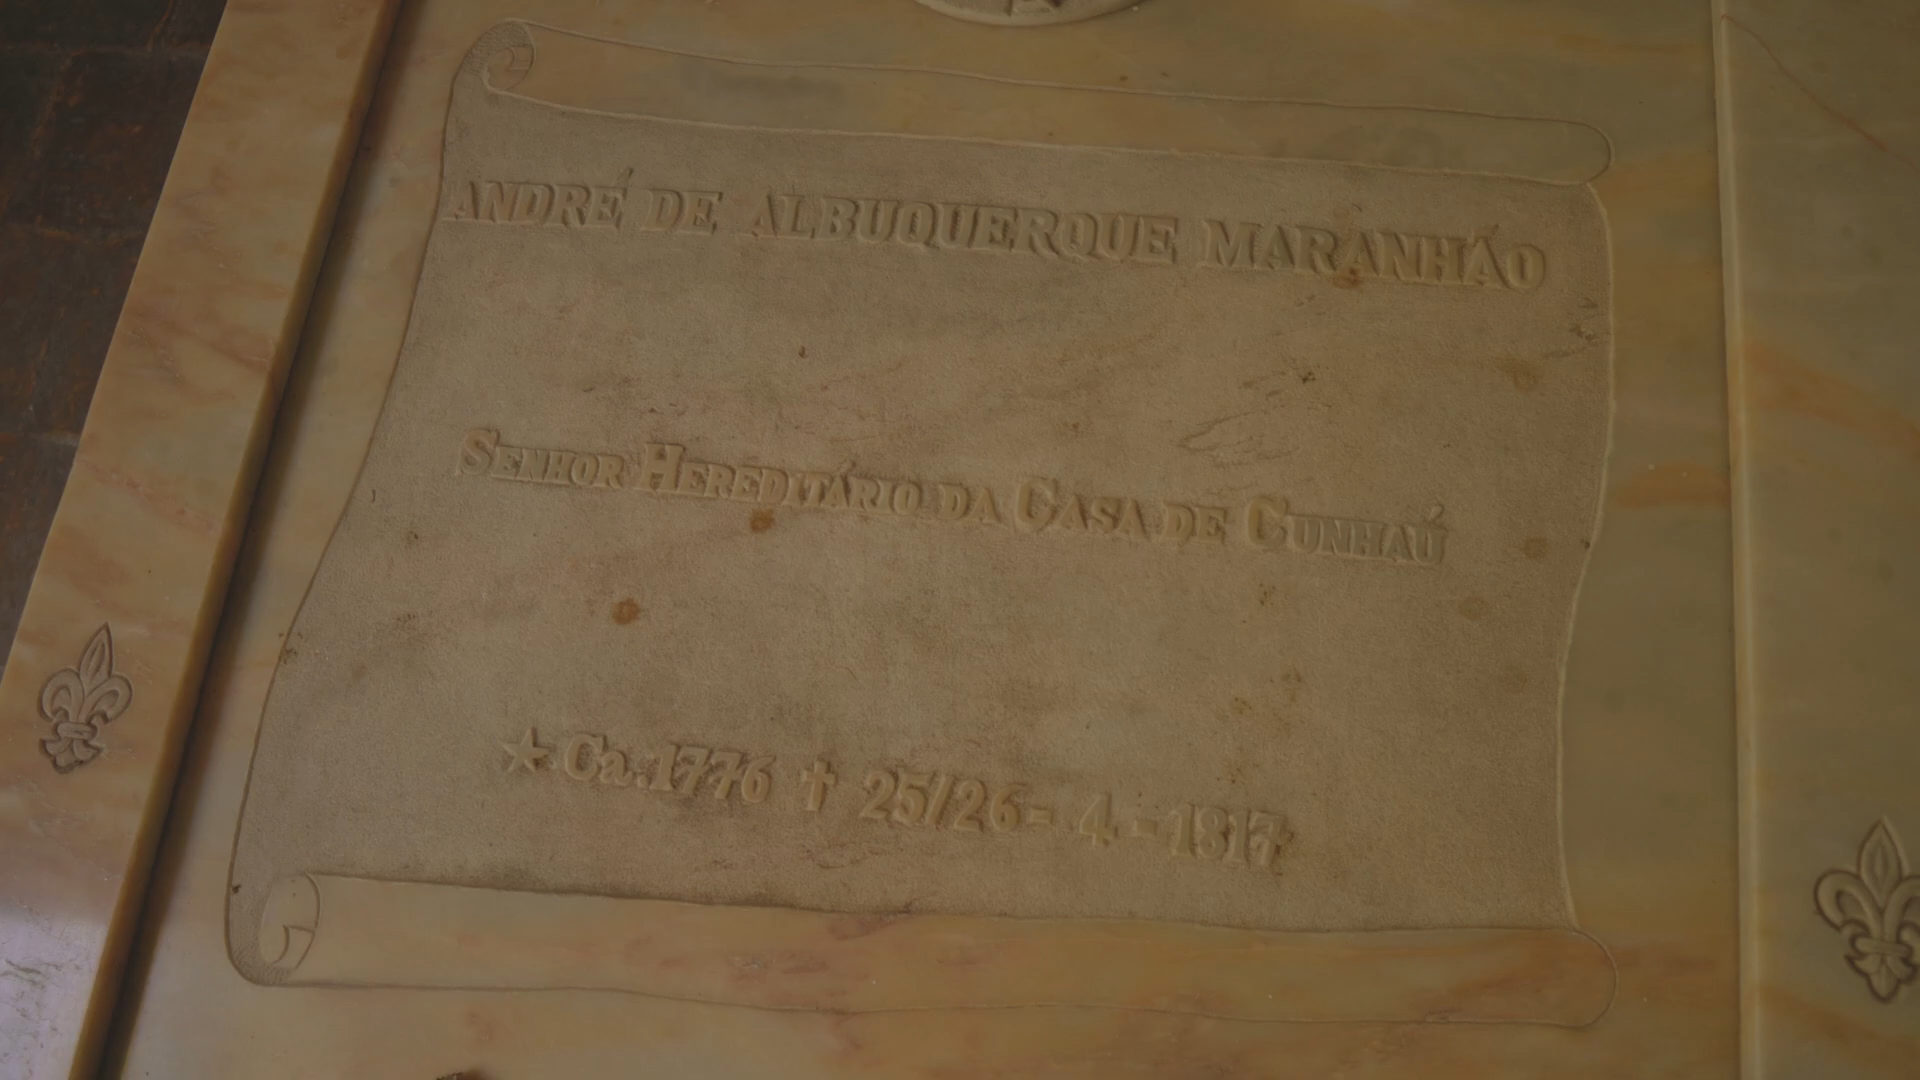 ANDRÉ DE ALBUQUERQUE MARANHÃO
SENHOR HEREDITÁRIO DA CASA DE CUNHAÚ
★ Ca.1776 ✝ 25/26- 4 -1817